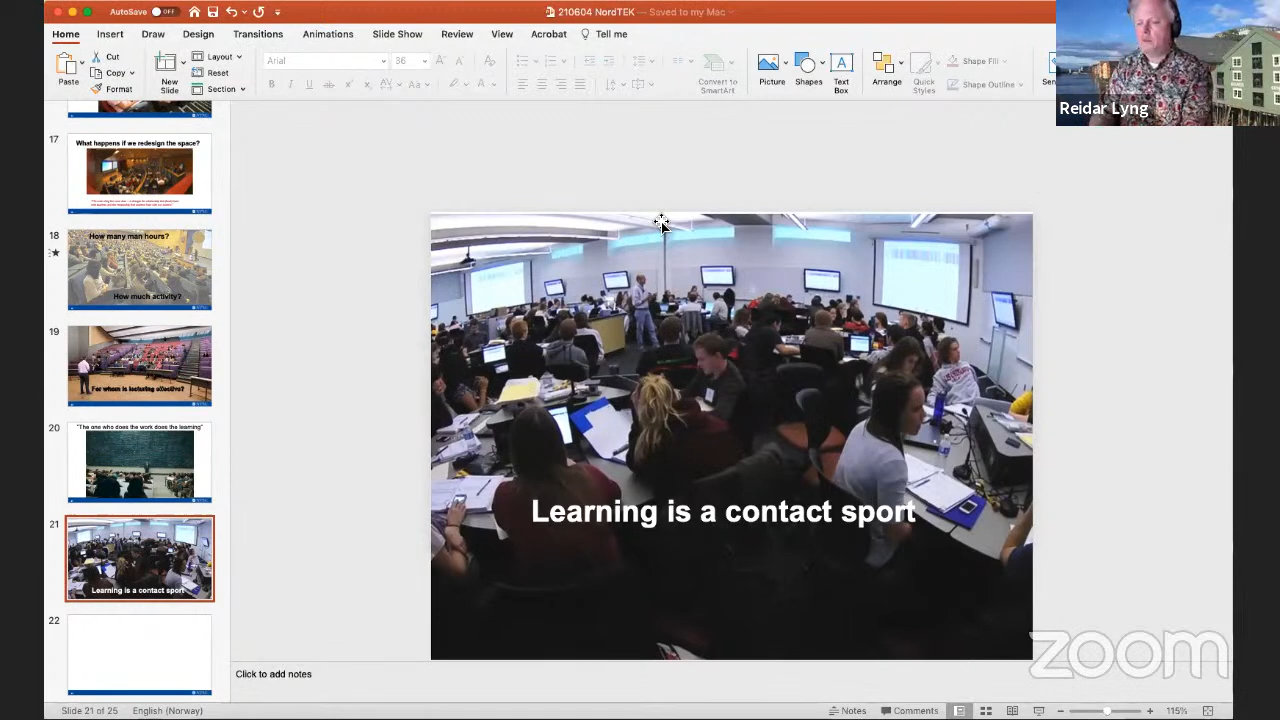 AutoSave OFF
210604 NordTEK — Saved to my Mac
Home Insert Draw Design Transitions Animations Slide Show Review View Acrobat Tell me
Paste
Cut
Copy
Format
New Slide
Layout
Reset
Section
Arial
36
Convert to SmartArt
Picture
Shapes
Text Box
Arrange
Quick Styles
Shape Fill
Shape Outline
Reidar Lyng
17
What happens if we redesign the space?
18
How many man hours?
How much activity?
19
For whom is lecturing effective?
20
"The one who does the work does the learning"
21
Learning is a contact sport
22
Learning is a contact sport
zoom
Click to add notes
Slide 21 of 25 English (Norway) Notes Comments 115%